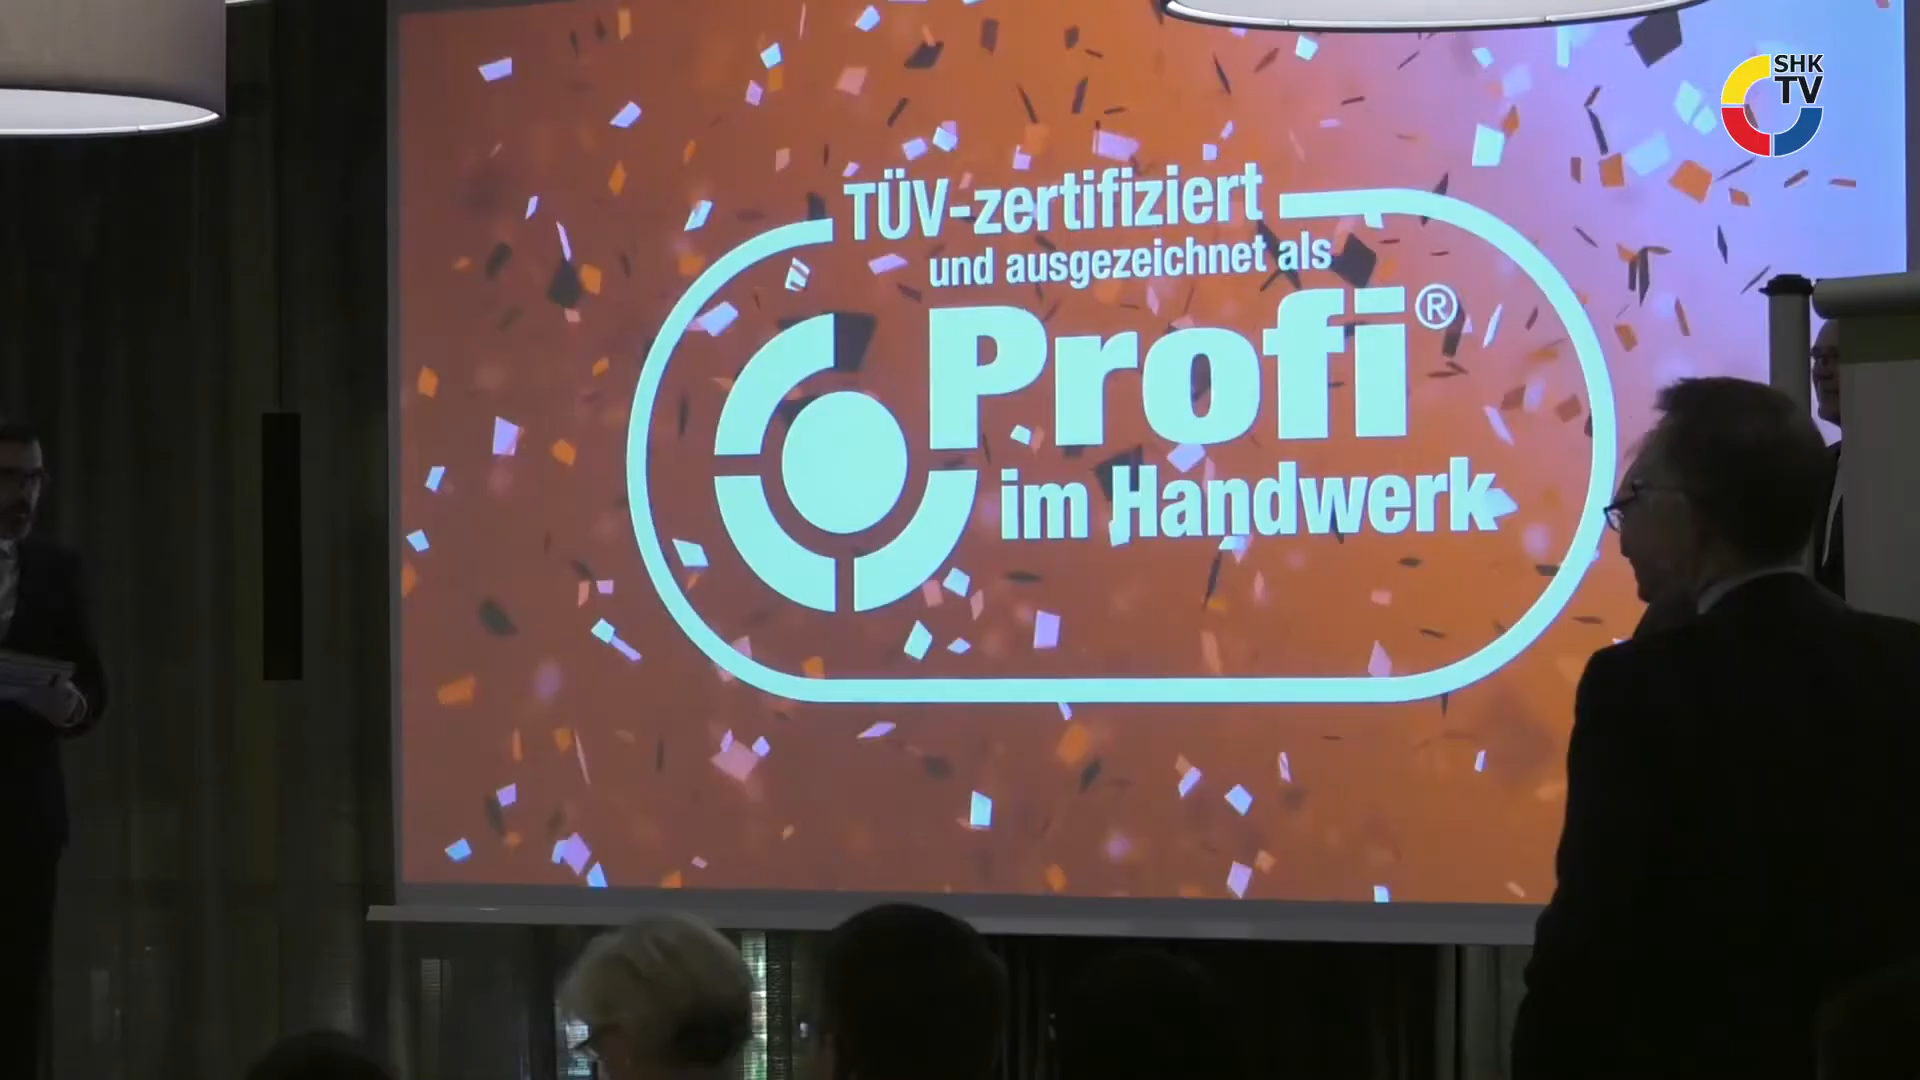 SHK
TV
TÜV-zertifiziert
und ausgezeichnet als
Profi®
im Handwerk